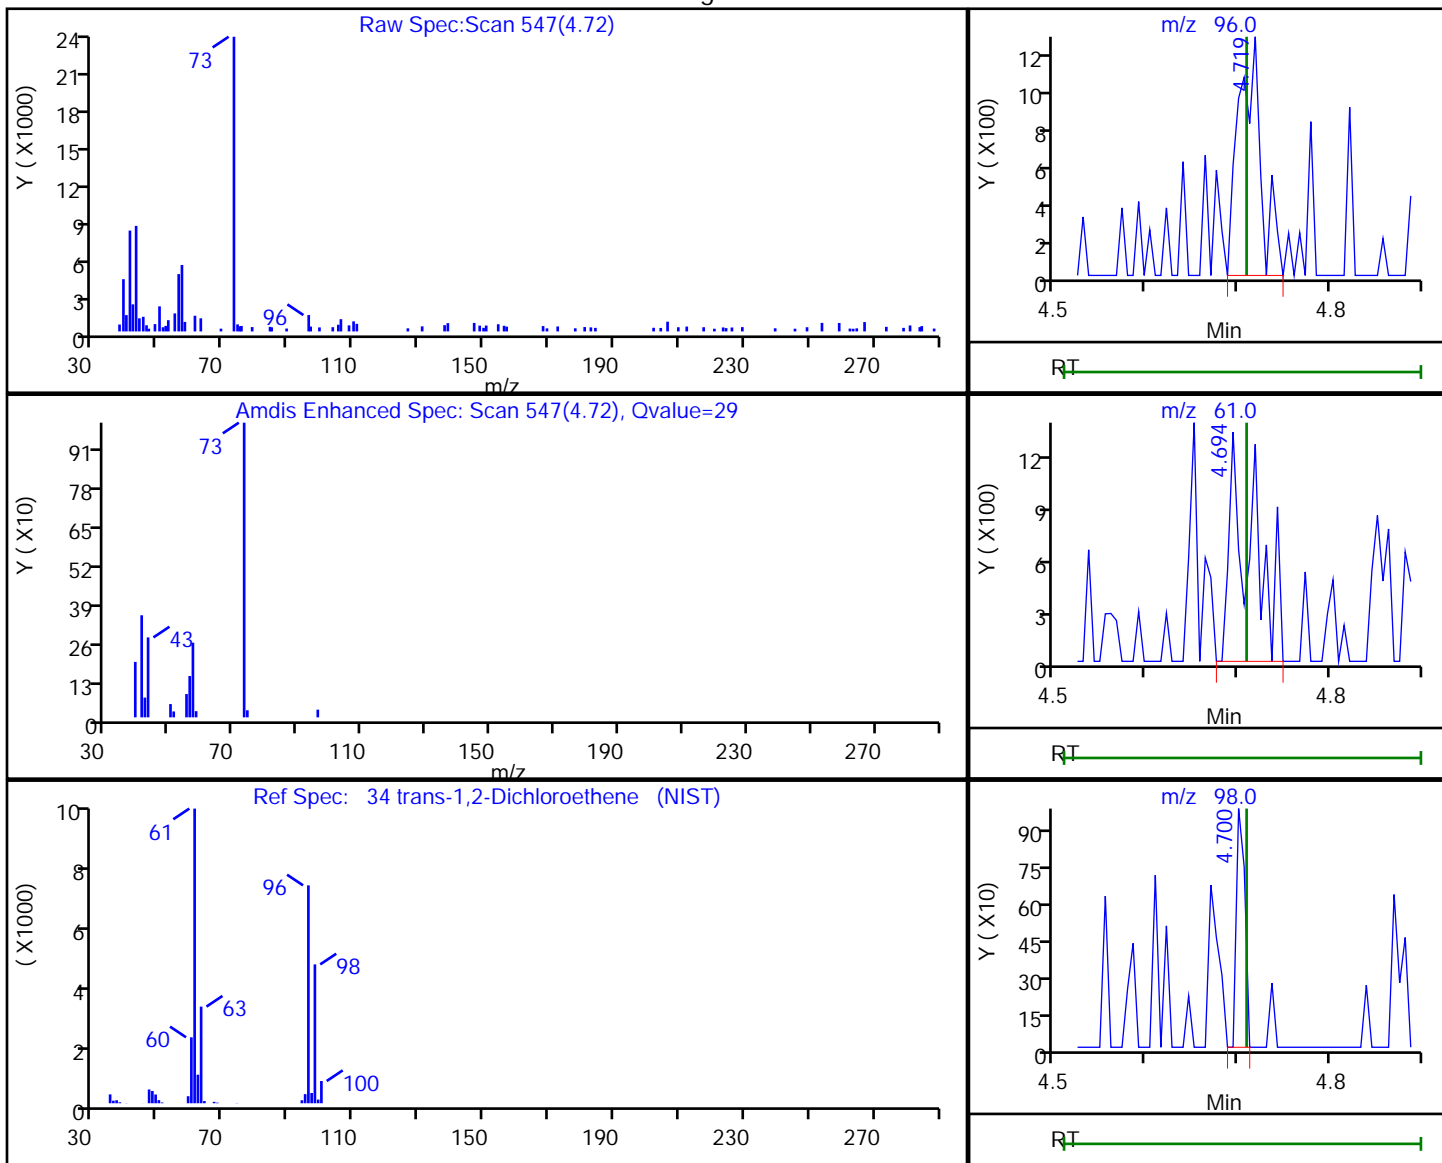 Raw Spec:Scan 547(4.72)
24
21
18
15
12
9
6
3
0
Y ( X1000)
73
96
30 70 110 150 190 230 270
m/z
m/z 96.0
12
10
8
6
4
2
0
Y ( X100)
4.719
4.5 4.8
Min
RT
Amdis Enhanced Spec: Scan 547(4.72), Qvalue=29
91
78
65
52
39
26
13
0
Y ( X10)
73
43
30 70 110 150 190 230 270
m/z
m/z 61.0
12
9
6
3
0
Y ( X100)
4.694
4.5 4.8
Min
RT
Ref Spec: 34 trans-1,2-Dichloroethene (NIST)
10
8
6
4
2
0
( X1000)
61
96
98
63
60
100
30 70 110 150 190 230 270
m/z 98.0
90
75
60
45
30
15
0
Y ( X10)
4.700
4.5 4.8
Min
RT